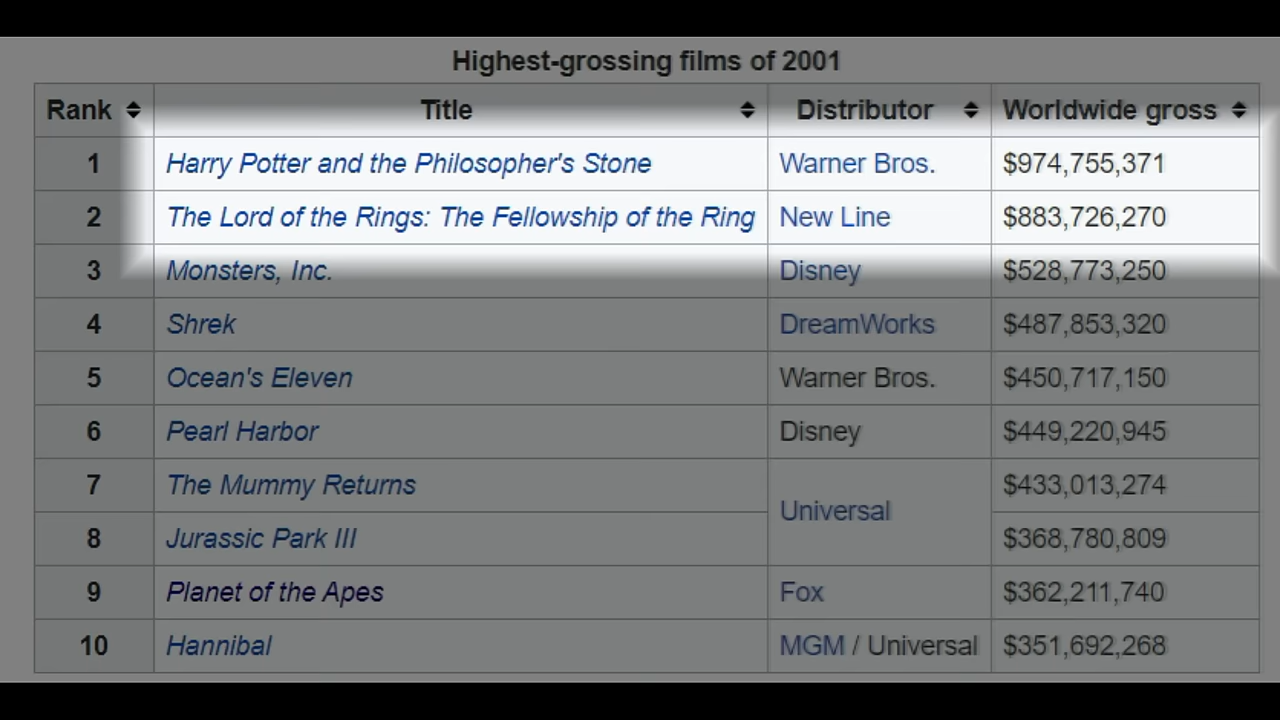 Highest-grossing films of 2001
Rank Title Distributor Worldwide gross
1 Harry Potter and the Philosopher's Stone Warner Bros. $974,755,371
2 The Lord of the Rings: The Fellowship of the Ring New Line $883,726,270
3 Monsters, Inc. Disney $528,773,250
4 Shrek DreamWorks $487,853,320
5 Ocean's Eleven Warner Bros. $450,717,150
6 Pearl Harbor Disney $449,220,945
7 The Mummy Returns Universal $433,013,274
8 Jurassic Park III $368,780,809
9 Planet of the Apes Fox $362,211,740
10 Hannibal MGM / Universal $351,692,268